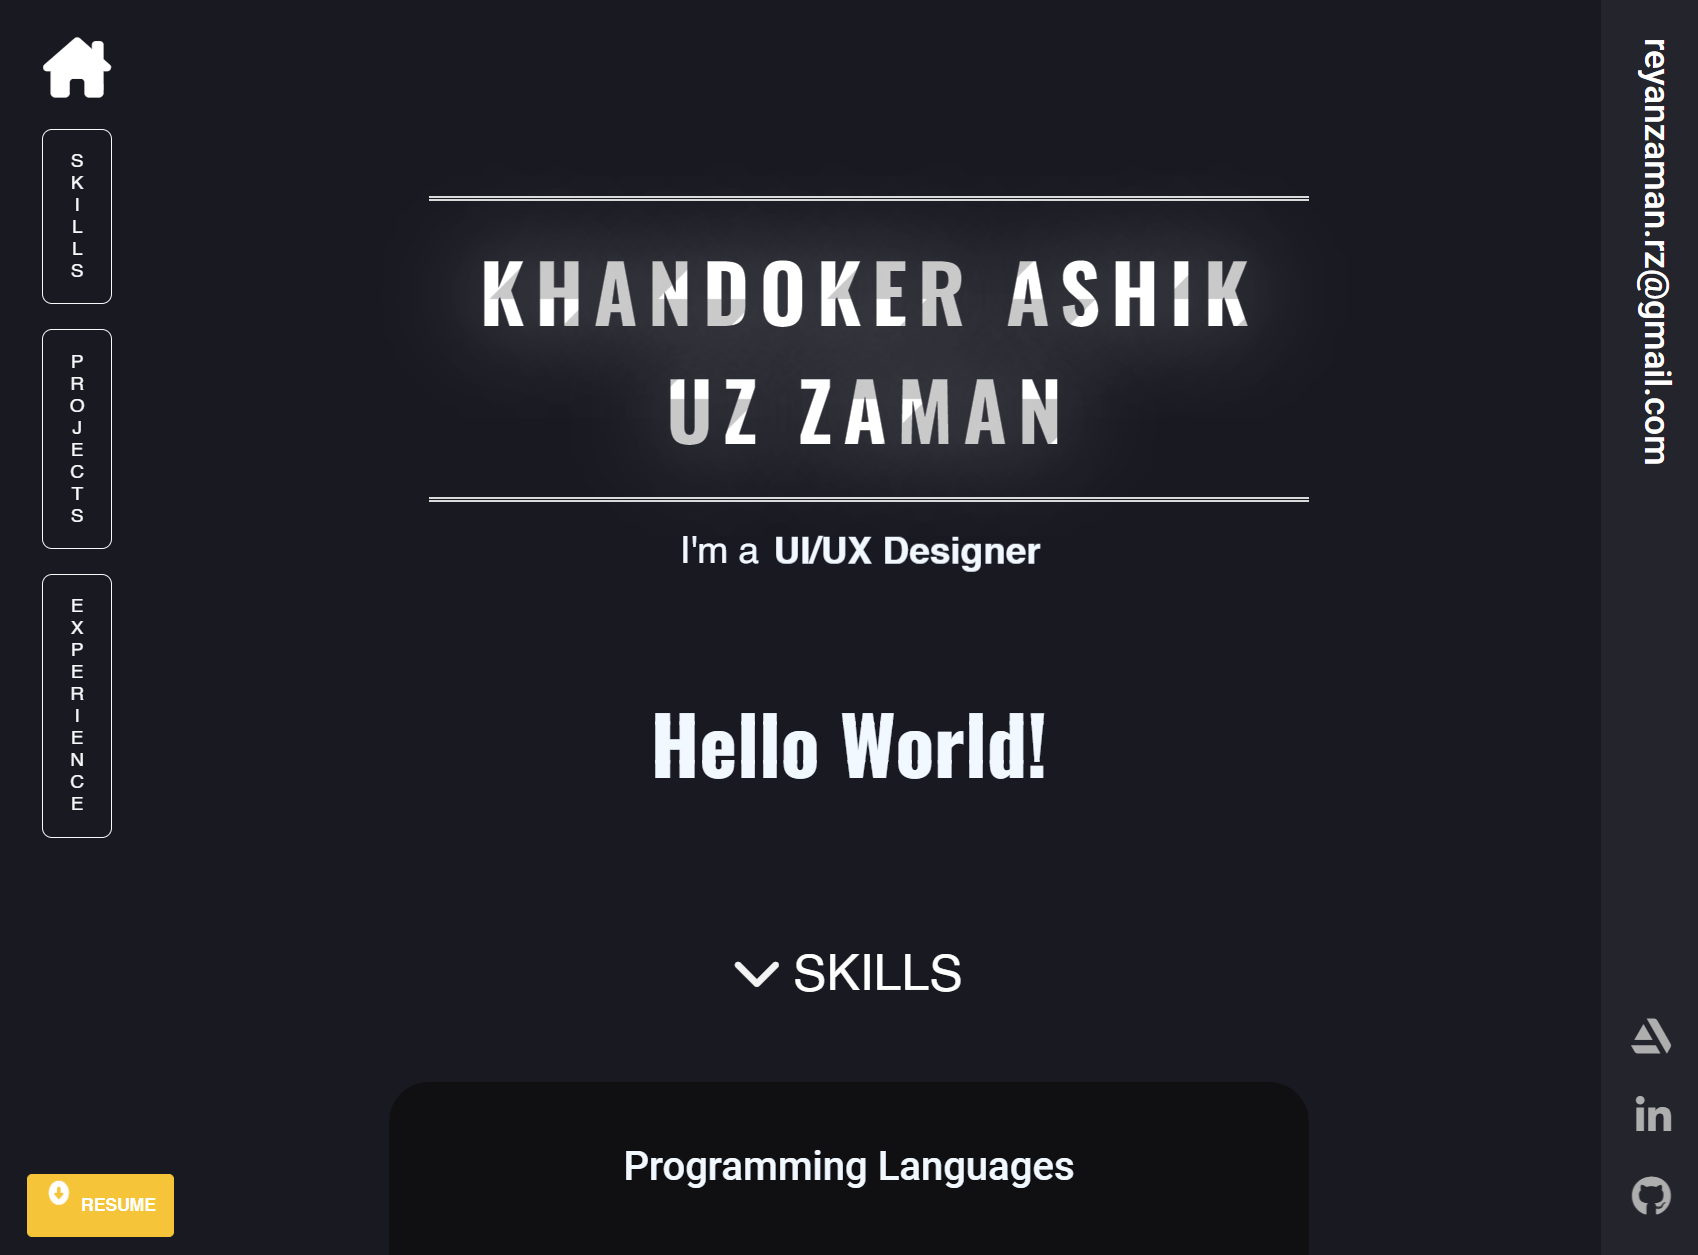 SKILLS
PROJECTS
EXPERIENCE
KHANDOKER ASHIK
UZ ZAMAN
I'm a UI/UX Designer
Hello World!
SKILLS
Programming Languages
RESUME
reyanzaman.rz@gmail.com
in